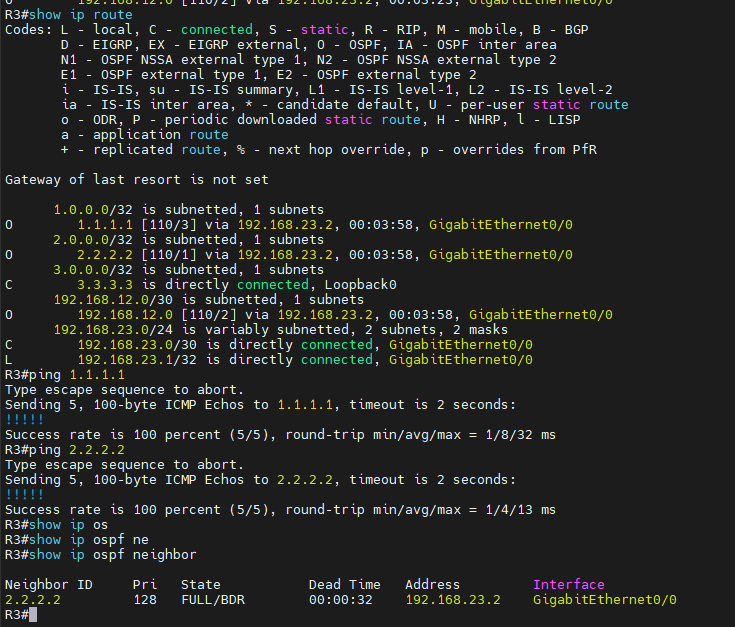 O 192.168.12.0 [110/2] via 192.168.23.2, 00:03:23, GigabitEthernet0/0
R3#show ip route
Codes: L - local, C - connected, S - static, R - RIP, M - mobile, B - BGP
D - EIGRP, EX - EIGRP external, O - OSPF, IA - OSPF inter area
N1 - OSPF NSSA external type 1, N2 - OSPF NSSA external type 2
E1 - OSPF external type 1, E2 - OSPF external type 2
i - IS-IS, su - IS-IS summary, L1 - IS-IS level-1, L2 - IS-IS level-2
ia - IS-IS inter area, * - candidate default, U - per-user static route
o - ODR, P - periodic downloaded static route, H - NHRP, l - LISP
a - application route
+ - replicated route, % - next hop override, p - overrides from PfR
Gateway of last resort is not set
1.0.0.0/32 is subnetted, 1 subnets
O 1.1.1.1 [110/3] via 192.168.23.2, 00:03:58, GigabitEthernet0/0
2.0.0.0/32 is subnetted, 1 subnets
O 2.2.2.2 [110/1] via 192.168.23.2, 00:03:58, GigabitEthernet0/0
3.0.0.0/32 is subnetted, 1 subnets
C 3.3.3.3 is directly connected, Loopback0
192.168.12.0/30 is subnetted, 1 subnets
O 192.168.12.0 [110/2] via 192.168.23.2, 00:03:58, GigabitEthernet0/0
192.168.23.0/24 is variably subnetted, 2 subnets, 2 masks
C 192.168.23.0/30 is directly connected, GigabitEthernet0/0
L 192.168.23.1/32 is directly connected, GigabitEthernet0/0
R3#ping 1.1.1.1
Type escape sequence to abort.
Sending 5, 100-byte ICMP Echos to 1.1.1.1, timeout is 2 seconds:
!!!!!
Success rate is 100 percent (5/5), round-trip min/avg/max = 1/8/32 ms
R3#ping 2.2.2.2
Type escape sequence to abort.
Sending 5, 100-byte ICMP Echos to 2.2.2.2, timeout is 2 seconds:
!!!!!
Success rate is 100 percent (5/5), round-trip min/avg/max = 1/4/13 ms
R3#show ip os
R3#show ip ospf ne
R3#show ip ospf neighbor
Neighbor ID Pri State Dead Time Address Interface
2.2.2.2 128 FULL/BDR 00:00:32 192.168.23.2 GigabitEthernet0/0
R3#